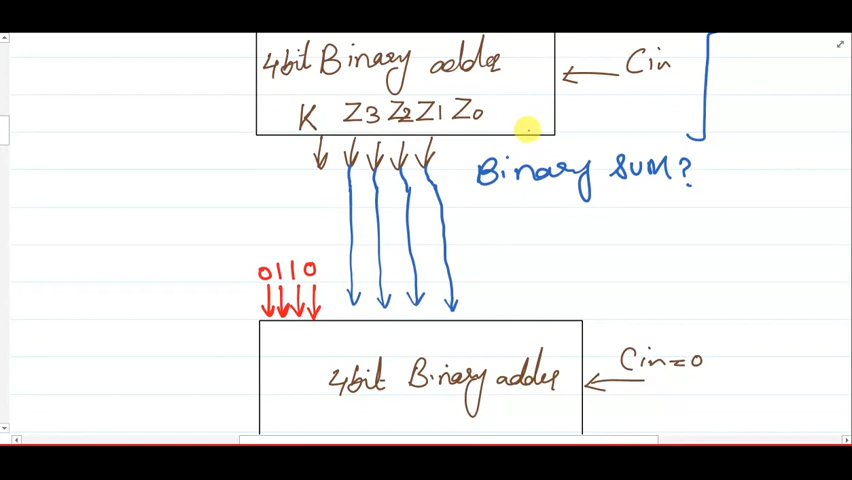 4bit Binary adder
Cin
K Z3 Z2 Z1 Z0
Binary SUM?
0110
Cin=0
4bit Binary adder